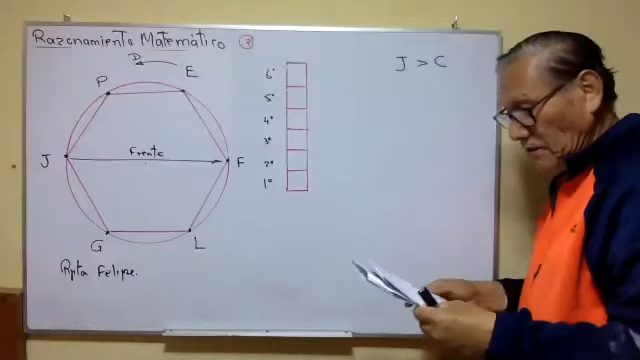 Razonamiento Matemático ?
D
P E
J Frente F
G L
Rpta Felipe.
6°
5°
4°
3°
2°
1°
J > C